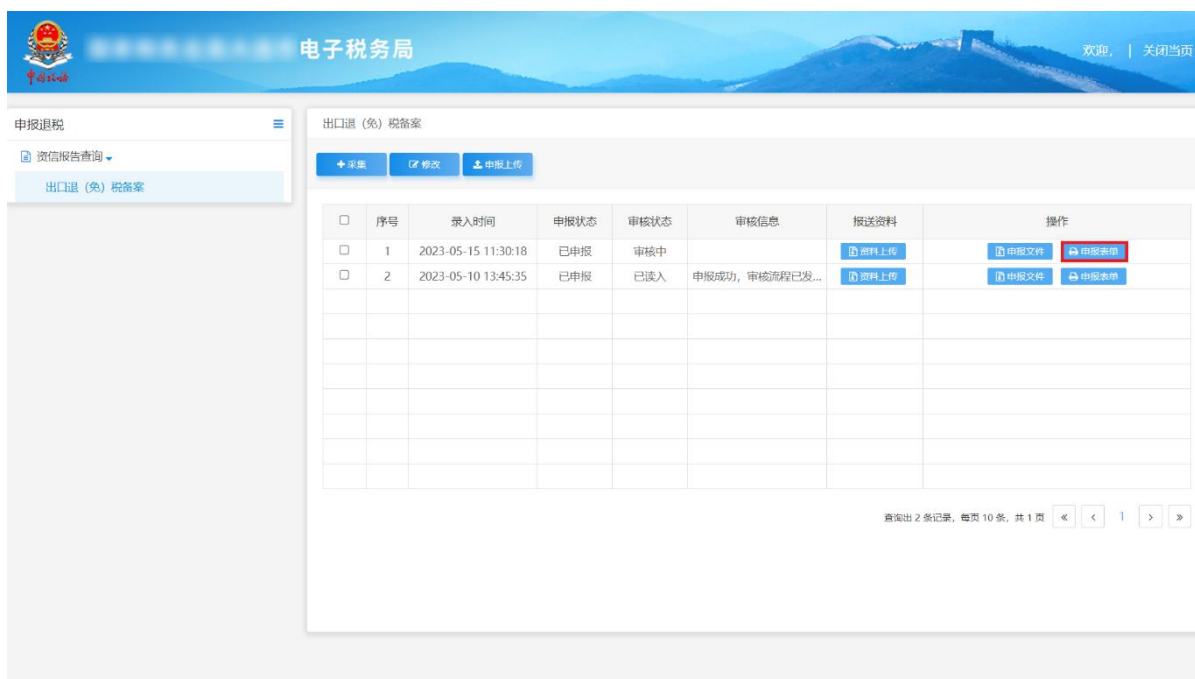 电子税务局
欢迎, | 关闭当页
中国税务
申报退税
资信报告查询
出口退（免）税备案
出口退（免）税备案
采集 修改 申报上传
序号 录入时间 申报状态 审核状态 审核信息 报送资料 操作
1 2023-05-15 11:30:18 已申报 审核中 资料上传 申报文件 申报表单
2 2023-05-10 13:45:35 已申报 已读入 申报成功，审核流程已发... 资料上传 申报文件 申报表单
查询出 2 条记录, 每页 10 条, 共 1 页 « < 1 > »